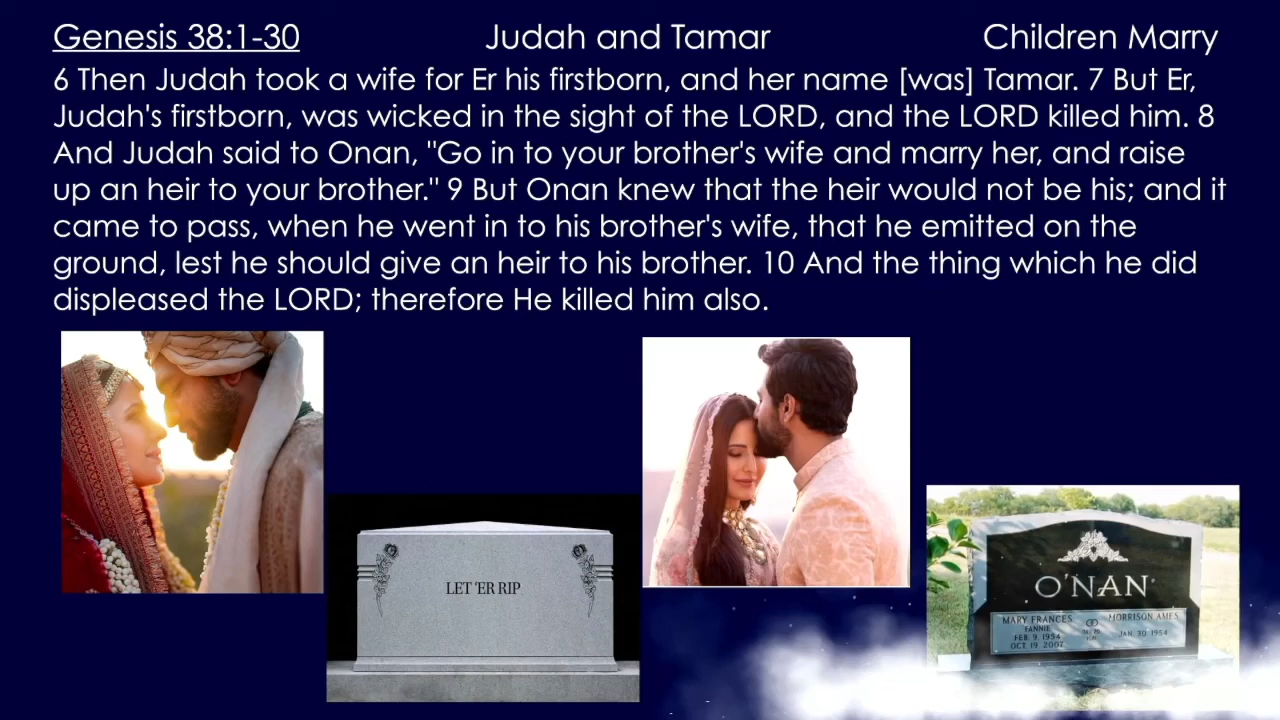 Genesis 38:1-30 Judah and Tamar Children Marry
6 Then Judah took a wife for Er his firstborn, and her name [was] Tamar. 7 But Er,
Judah's firstborn, was wicked in the sight of the LORD, and the LORD killed him. 8
And Judah said to Onan, "Go in to your brother's wife and marry her, and raise
up an heir to your brother." 9 But Onan knew that the heir would not be his; and it
came to pass, when he went in to his brother's wife, that he emitted on the
ground, lest he should give an heir to his brother. 10 And the thing which he did
displeased the LORD; therefore He killed him also.
LET 'ER RIP
O'NAN
MARY FRANCES
FANNIE
FEB. 9, 1954
OCT. 19, 2007
MORRISON AMES
JAN. 30, 1954